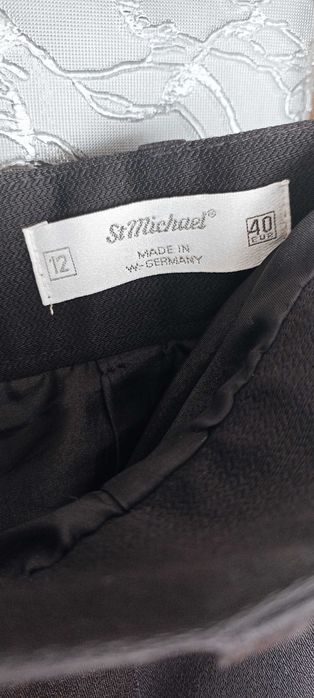 St Michael®
12
MADE IN
W-GERMANY
40
EUR